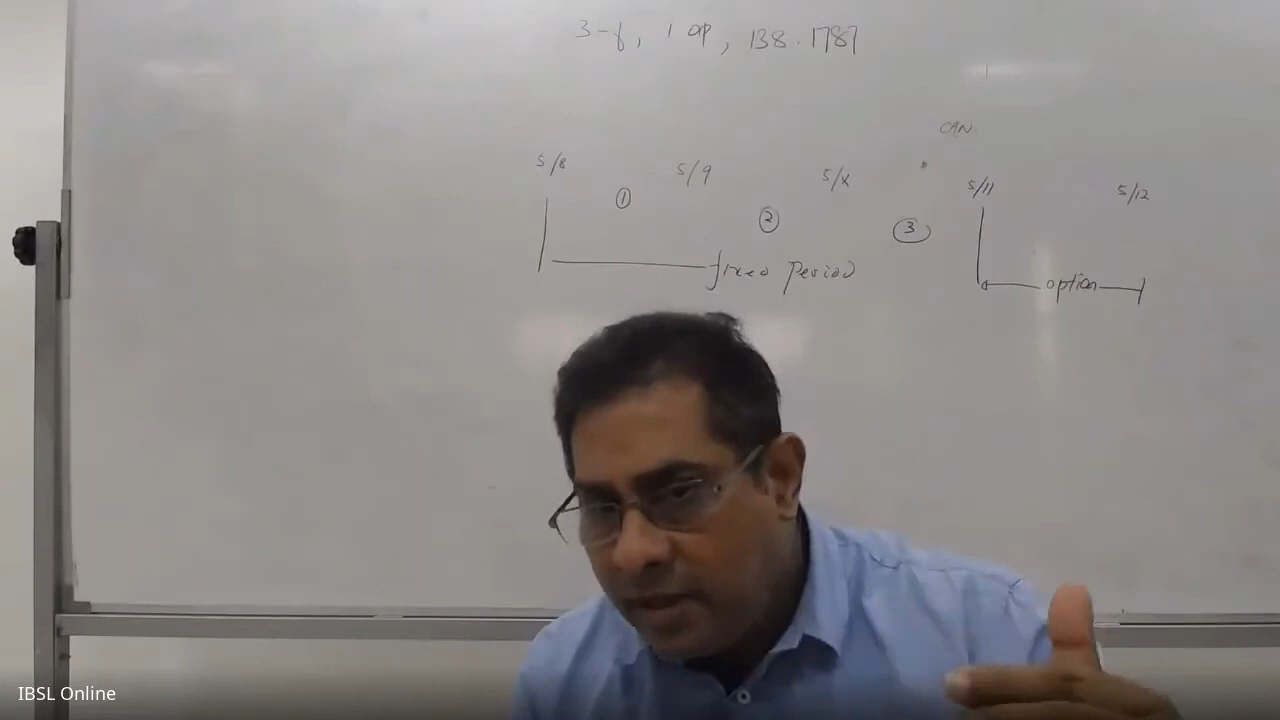 3-f, 1 op, 138.1787
CAN
5/8 5/9 5/X 5/11 5/12
① ② ③
fixed period option
IBSL Online